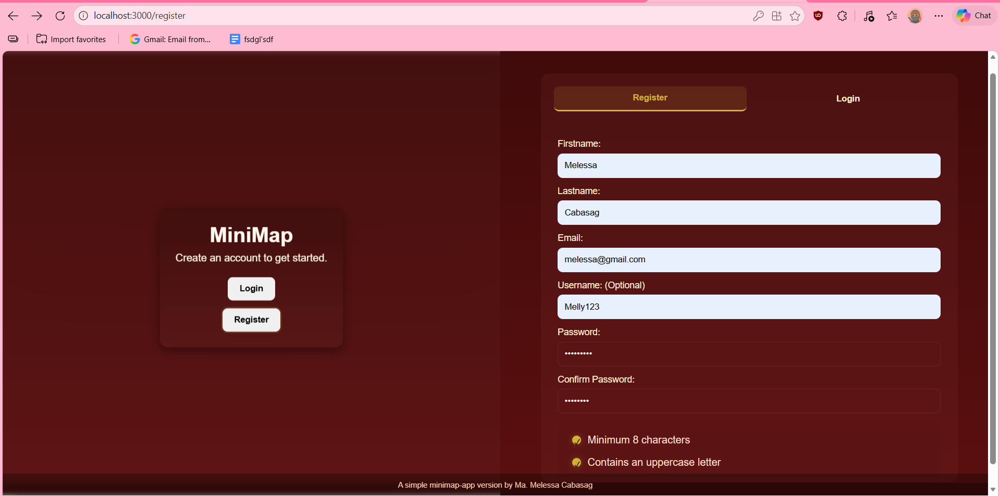 localhost:3000/register
Chat
Import favorites
Gmail: Email from...
fsdgl'sdf
MiniMap
Create an account to get started.
Login
Register
Register
Login
Firstname:
Melessa
Lastname:
Cabasag
Email:
melessa@gmail.com
Username: (Optional)
Melly123
Password:
•••••••••
Confirm Password:
••••••••
Minimum 8 characters
Contains an uppercase letter
A simple minimap-app version by Ma. Melessa Cabasag